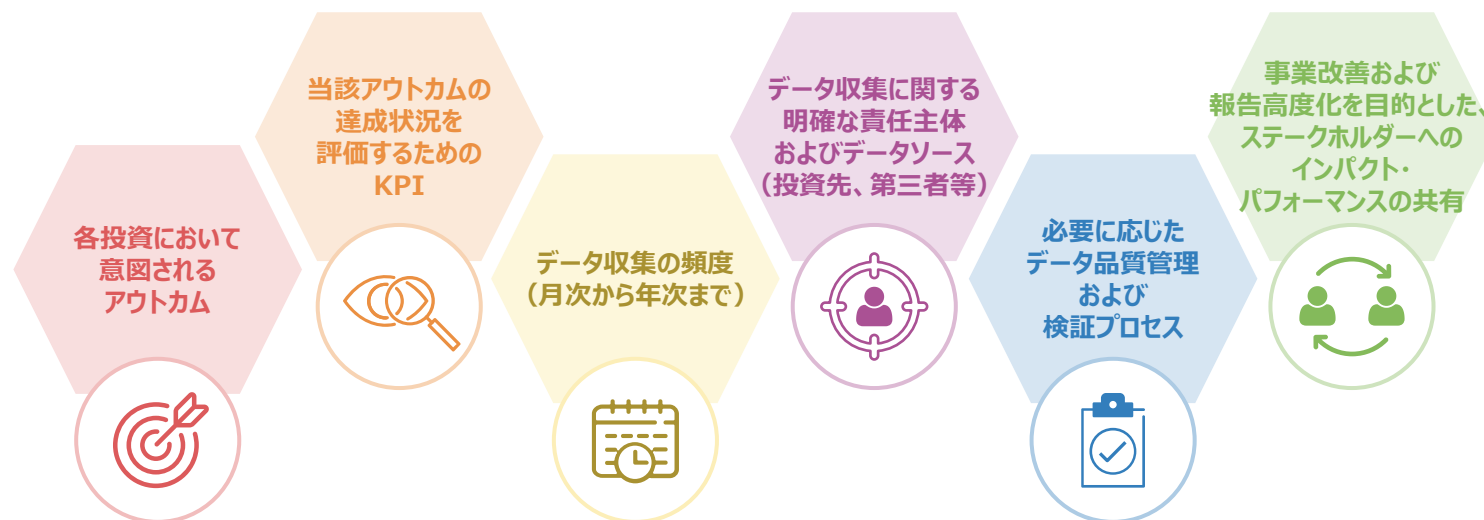 各投資において
意図される
アウトカム
当該アウトカムの
達成状況を
評価するための
KPI
データ収集の頻度
（月次から年次まで）
データ収集に関する
明確な責任主体
およびデータソース
（投資先、第三者等）
必要に応じた
データ品質管理
および
検証プロセス
事業改善および
報告高度化を目的とした、
ステークホルダーへの
インパクト・
パフォーマンスの共有